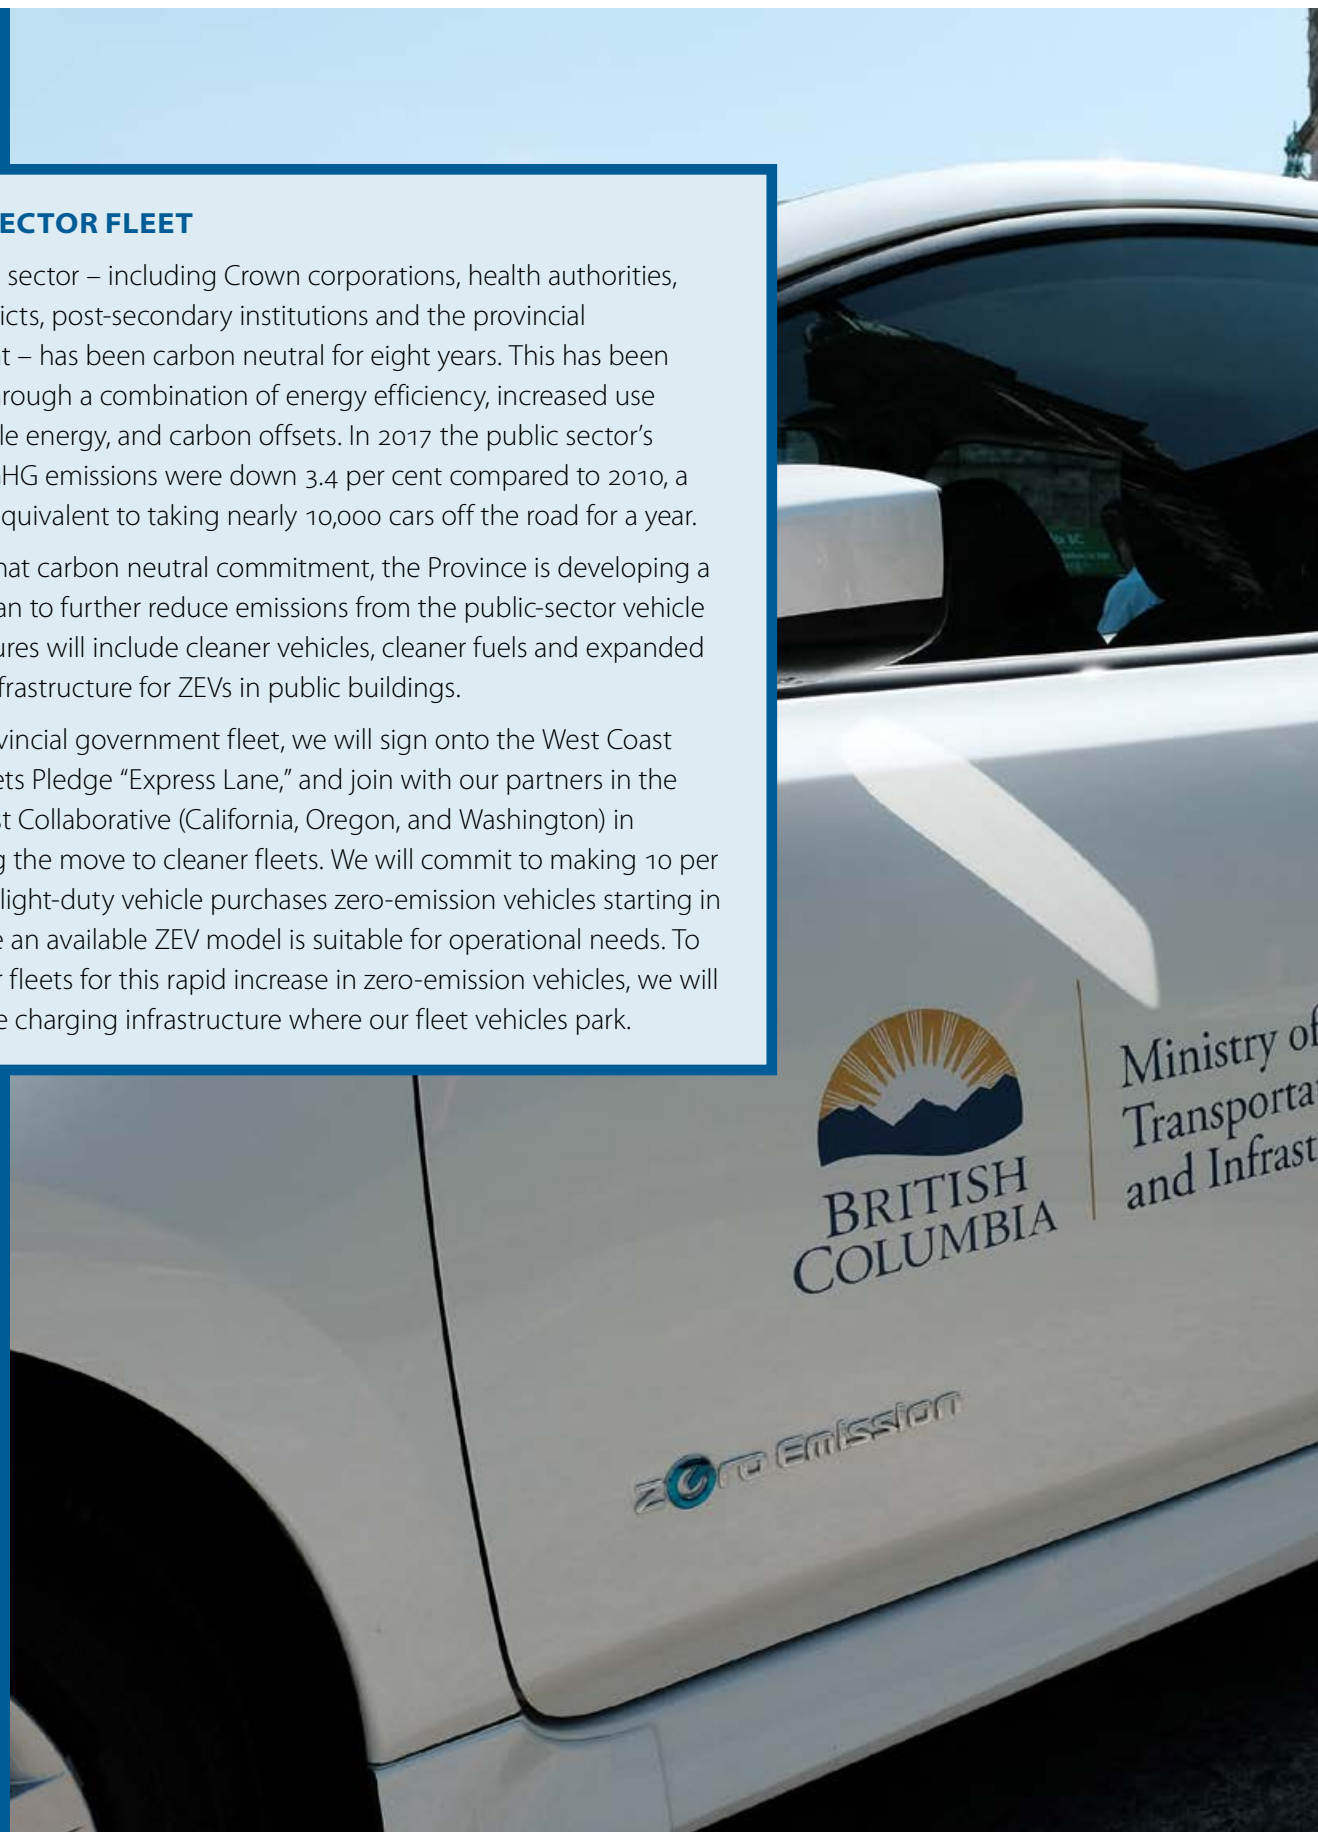 ECTOR FLEET
sector – including Crown corporations, health authorities,
icts, post-secondary institutions and the provincial
t – has been carbon neutral for eight years. This has been
hrough a combination of energy efficiency, increased use
le energy, and carbon offsets. In 2017 the public sector’s
GHG emissions were down 3.4 per cent compared to 2010, a
quivalent to taking nearly 10,000 cars off the road for a year.
hat carbon neutral commitment, the Province is developing a
an to further reduce emissions from the public-sector vehicle
ures will include cleaner vehicles, cleaner fuels and expanded
frastructure for ZEVs in public buildings.
vincial government fleet, we will sign onto the West Coast
ets Pledge “Express Lane,” and join with our partners in the
st Collaborative (California, Oregon, and Washington) in
g the move to cleaner fleets. We will commit to making 10 per
light-duty vehicle purchases zero-emission vehicles starting in
e an available ZEV model is suitable for operational needs. To
r fleets for this rapid increase in zero-emission vehicles, we will
e charging infrastructure where our fleet vehicles park.
Ministry of
Transporta
and Infrast
BRITISH
COLUMBIA
zero emission